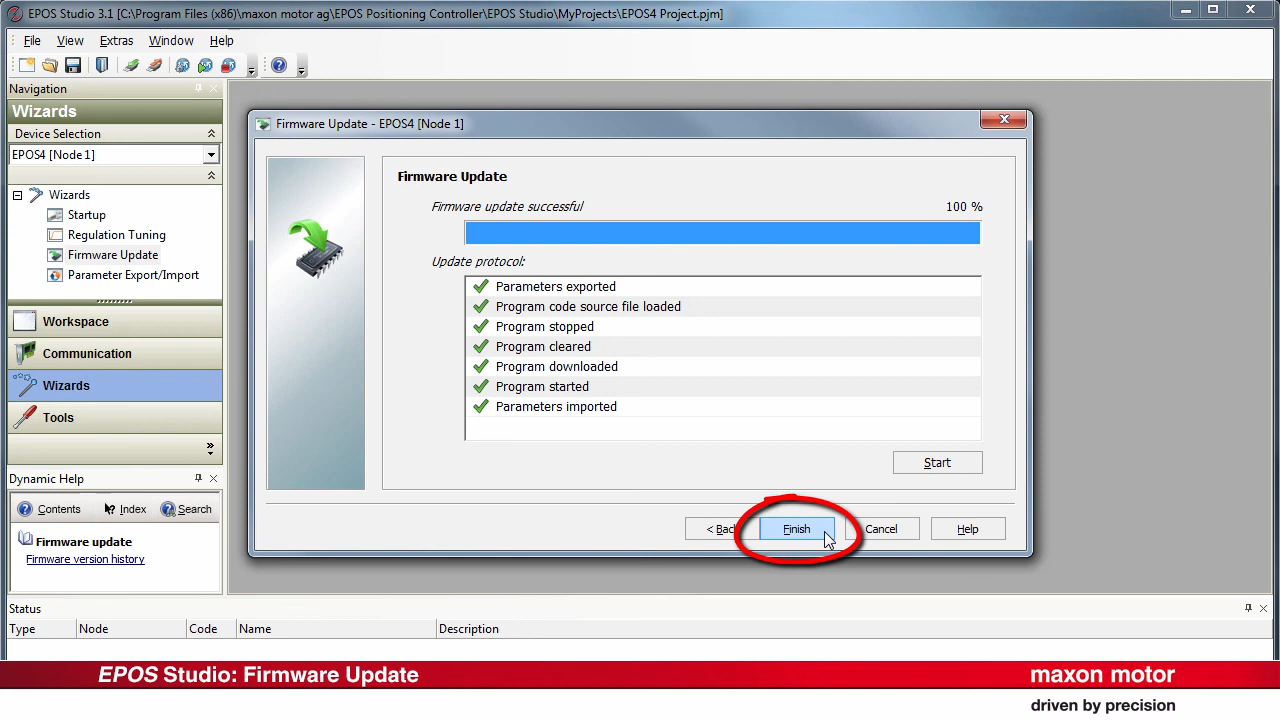 EPOS Studio 3.1 [C:\Program Files (x86)\maxon motor ag\EPOS Positioning Controller\EPOS Studio\MyProjects\EPOS4 Project.pjm]
File View Extras Window Help
Navigation
Wizards
Device Selection
EPOS4 [Node 1]
Wizards
Startup
Regulation Tuning
Firmware Update
Parameter Export/Import
Workspace
Communication
Wizards
Tools
Dynamic Help
Contents Index Search
Firmware update
Firmware version history
Firmware Update - EPOS4 [Node 1]
Firmware Update
Firmware update successful 100 %
Update protocol:
Parameters exported
Program code source file loaded
Program stopped
Program cleared
Program downloaded
Program started
Parameters imported
Start
< Back Finish Cancel Help
Status
Type Node Code Name Description
EPOS Studio: Firmware Update
maxon motor
driven by precision